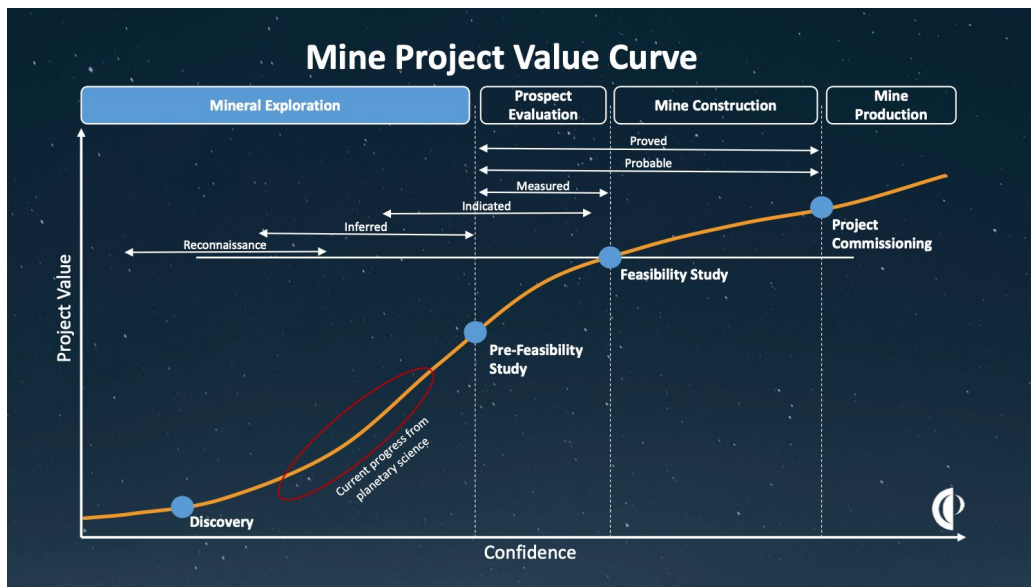 Mine Project Value Curve
Mineral Exploration
Prospect
Evaluation
Mine Construction
Mine
Production
Proved
Probable
Measured
Indicated
Inferred
Reconnaissance
Project
Commissioning
Feasibility Study
Pre-Feasibility
Study
Current progress from
planetary science
Discovery
Project Value
Confidence